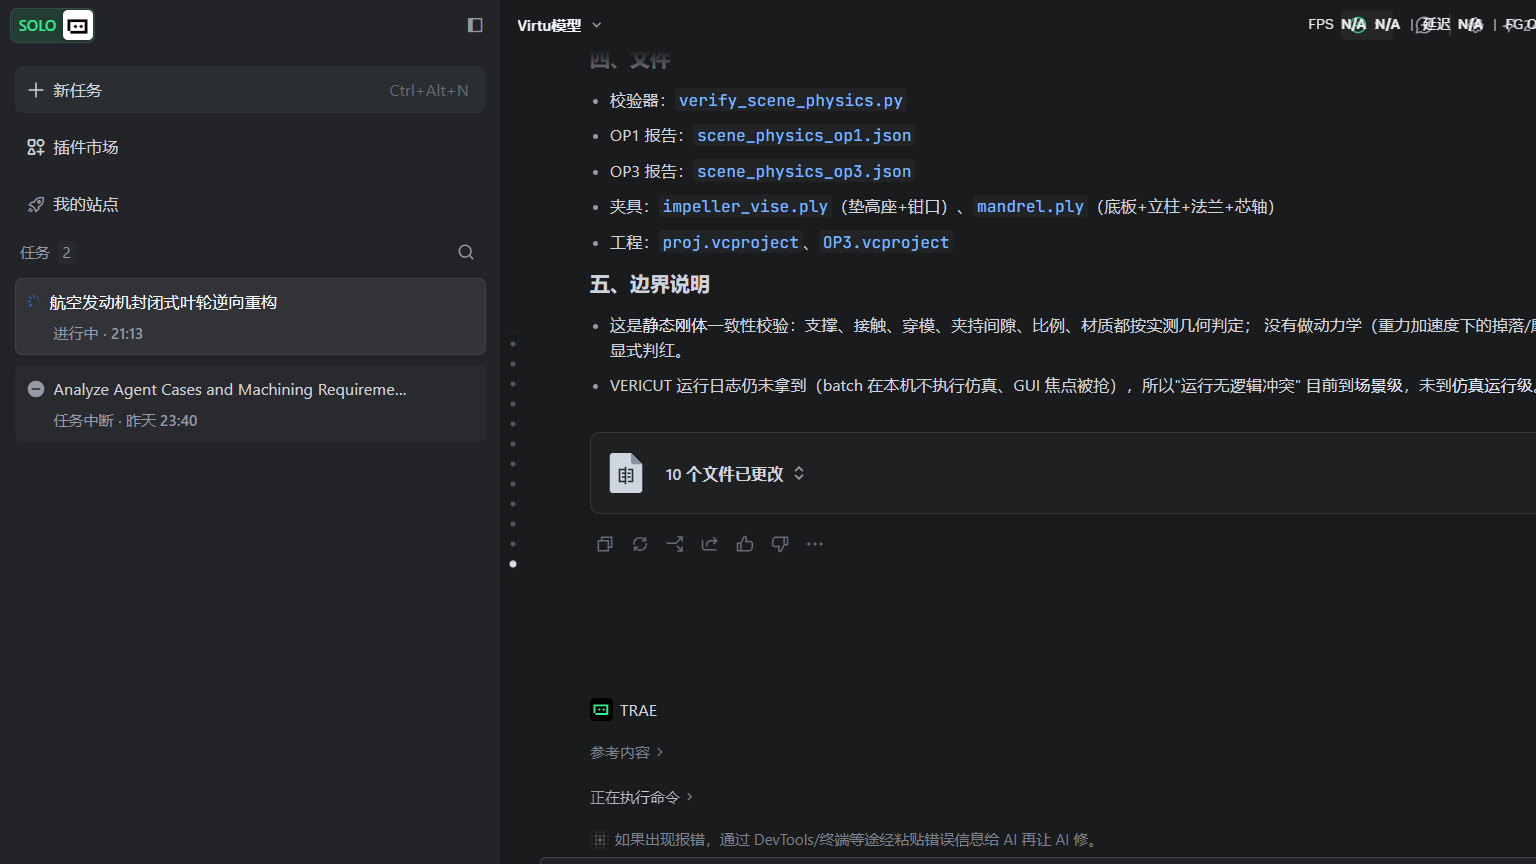 SOLO
新任务 Ctrl+Alt+N
插件市场
我的站点
任务 2
航空发动机封闭式叶轮逆向重构
进行中 · 21:13
Analyze Agent Cases and Machining Requireme...
任务中断 · 昨天 23:40
Virtu模型
FPS N/A N/A | 延迟 N/A |
四、文件
校验器：verify_scene_physics.py
OP1 报告：scene_physics_op1.json
OP3 报告：scene_physics_op3.json
夹具：impeller_vise.ply（垫高座+钳口）、mandrel.ply（底板+立柱+法兰+芯轴）
工程：proj.vcproject、OP3.vcproject
五、边界说明
这是静态刚体一致性校验：支撑、接触、穿模、夹持间隙、比例、材质都按实测几何判定； 没有做动力学（重力加速度下的掉落/
显式判红。
VERICUT 运行日志仍未拿到（batch 在本机不执行仿真、GUI 焦点被抢），所以"运行无逻辑冲突" 目前到场景级，未到仿真运行级。
10 个文件已更改
TRAE
参考内容
正在执行命令
如果出现报错，通过 DevTools/终端等途经粘贴错误信息给 AI 再让 AI 修。